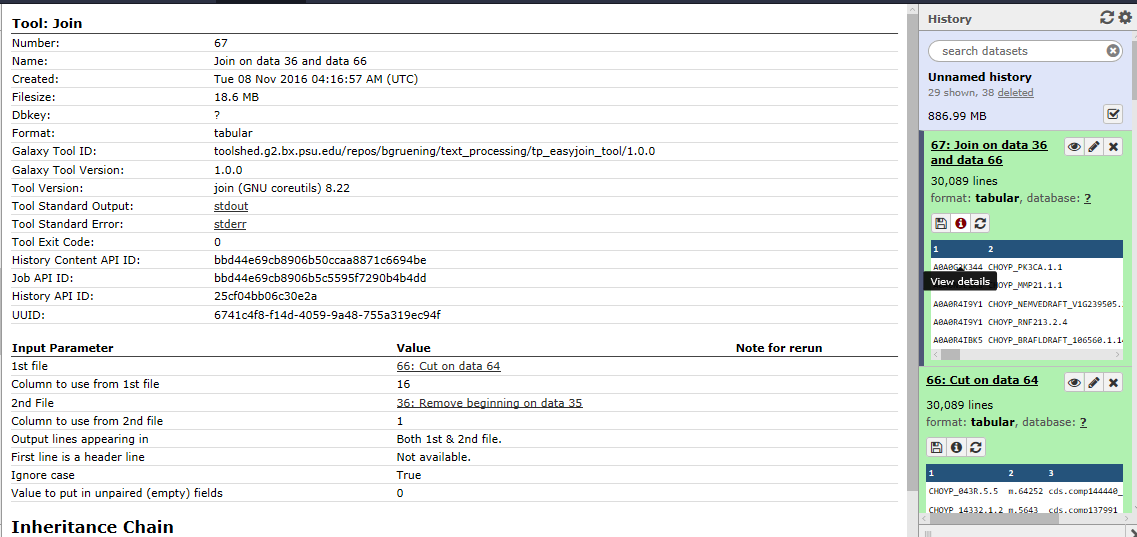 Tool: Join
Number: 67
Name: Join on data 36 and data 66
Created: Tue 08 Nov 2016 04:16:57 AM (UTC)
Filesize: 18.6 MB
Dbkey: ?
Format: tabular
Galaxy Tool ID: toolshed.g2.bx.psu.edu/repos/bgruening/text_processing/tp_easyjoin_tool/1.0.0
Galaxy Tool Version: 1.0.0
Tool Version: join (GNU coreutils) 8.22
Tool Standard Output: stdout
Tool Standard Error: stderr
Tool Exit Code: 0
History Content API ID: bbd44e69cb8906b50ccaa8871c6694be
Job API ID: bbd44e69cb8906b5c5595f7290b4b4dd
History API ID: 25cf04bb06c30e2a
UUID: 6741c4f8-f14d-4059-9a48-755a319ec94f
Input Parameter Value Note for rerun
1st file 66: Cut on data 64
Column to use from 1st file 16
2nd File 36: Remove beginning on data 35
Column to use from 2nd file 1
Output lines appearing in Both 1st & 2nd file.
First line is a header line Not available.
Ignore case True
Value to put in unpaired (empty) fields 0
Inheritance Chain
History
search datasets
Unnamed history
29 shown, 38 deleted
886.99 MB
67: Join on data 36
and data 66
30,089 lines
format: tabular, database: ?
1 2
CHOYP_PK3CA.1.1
View details
CHOYP_MMP21.1.1
A0A0R4I9Y1 CHOYP_NEMVEDRAFT_V1G239505.
A0A0R4I9Y1 CHOYP_RNF213.2.4
A0A0R4IBK5 CHOYP_BRAFLDRAFT_106560.1.14
66: Cut on data 64
30,089 lines
format: tabular, database: ?
1 2 3
CHOYP_043R.5.5 m.64252 cds.comp144440_
CHOYP_14332.1.2 m.5643 cds.comp137991